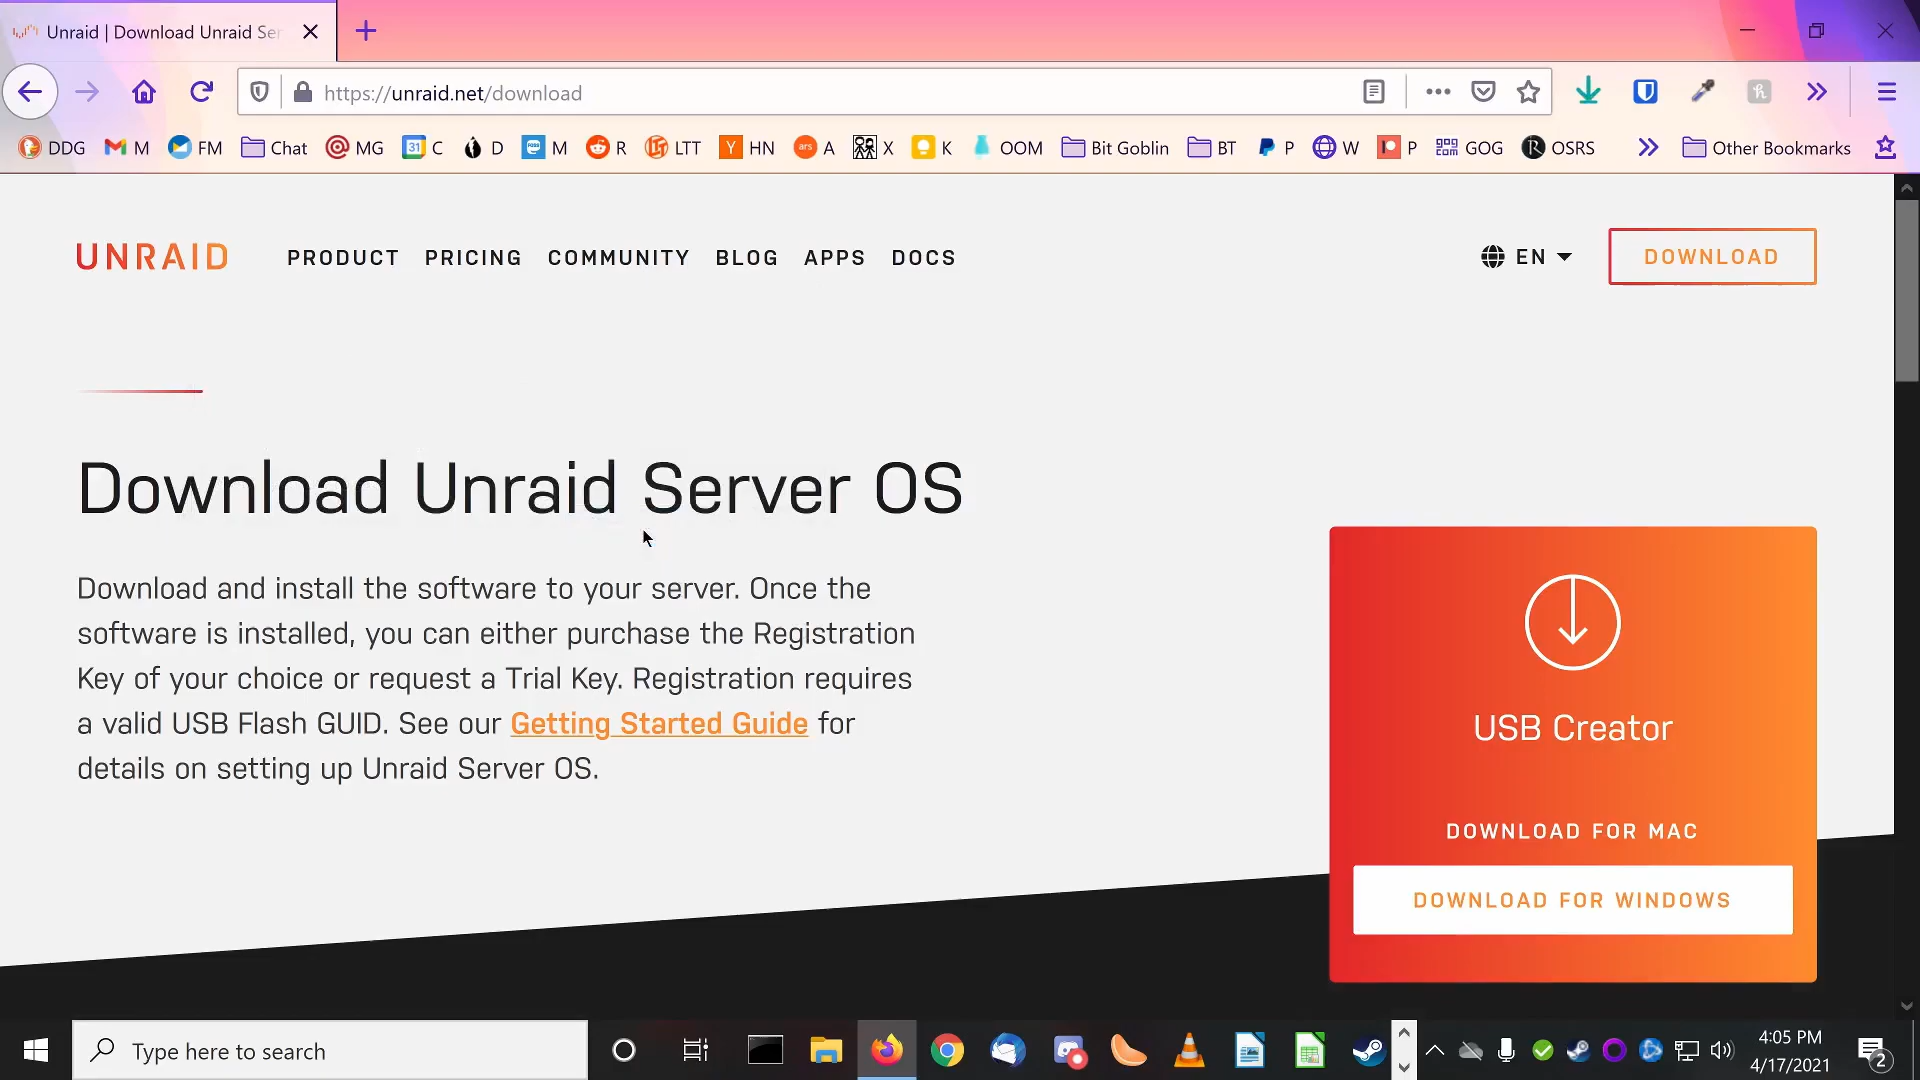 Unraid | Download Unraid Ser
https://unraid.net/download
DDG M FM Chat MG 31 C D M R LTT Y HN ars A X K OOM Bit Goblin BT P W P GOG OSRS Other Bookmarks
UNRAID PRODUCT PRICING COMMUNITY BLOG APPS DOCS EN DOWNLOAD
Download Unraid Server OS
Download and install the software to your server. Once the
software is installed, you can either purchase the Registration
Key of your choice or request a Trial Key. Registration requires
a valid USB Flash GUID. See our Getting Started Guide for
details on setting up Unraid Server OS.
USB Creator
DOWNLOAD FOR MAC
DOWNLOAD FOR WINDOWS
Type here to search
4:05 PM
4/17/2021
2